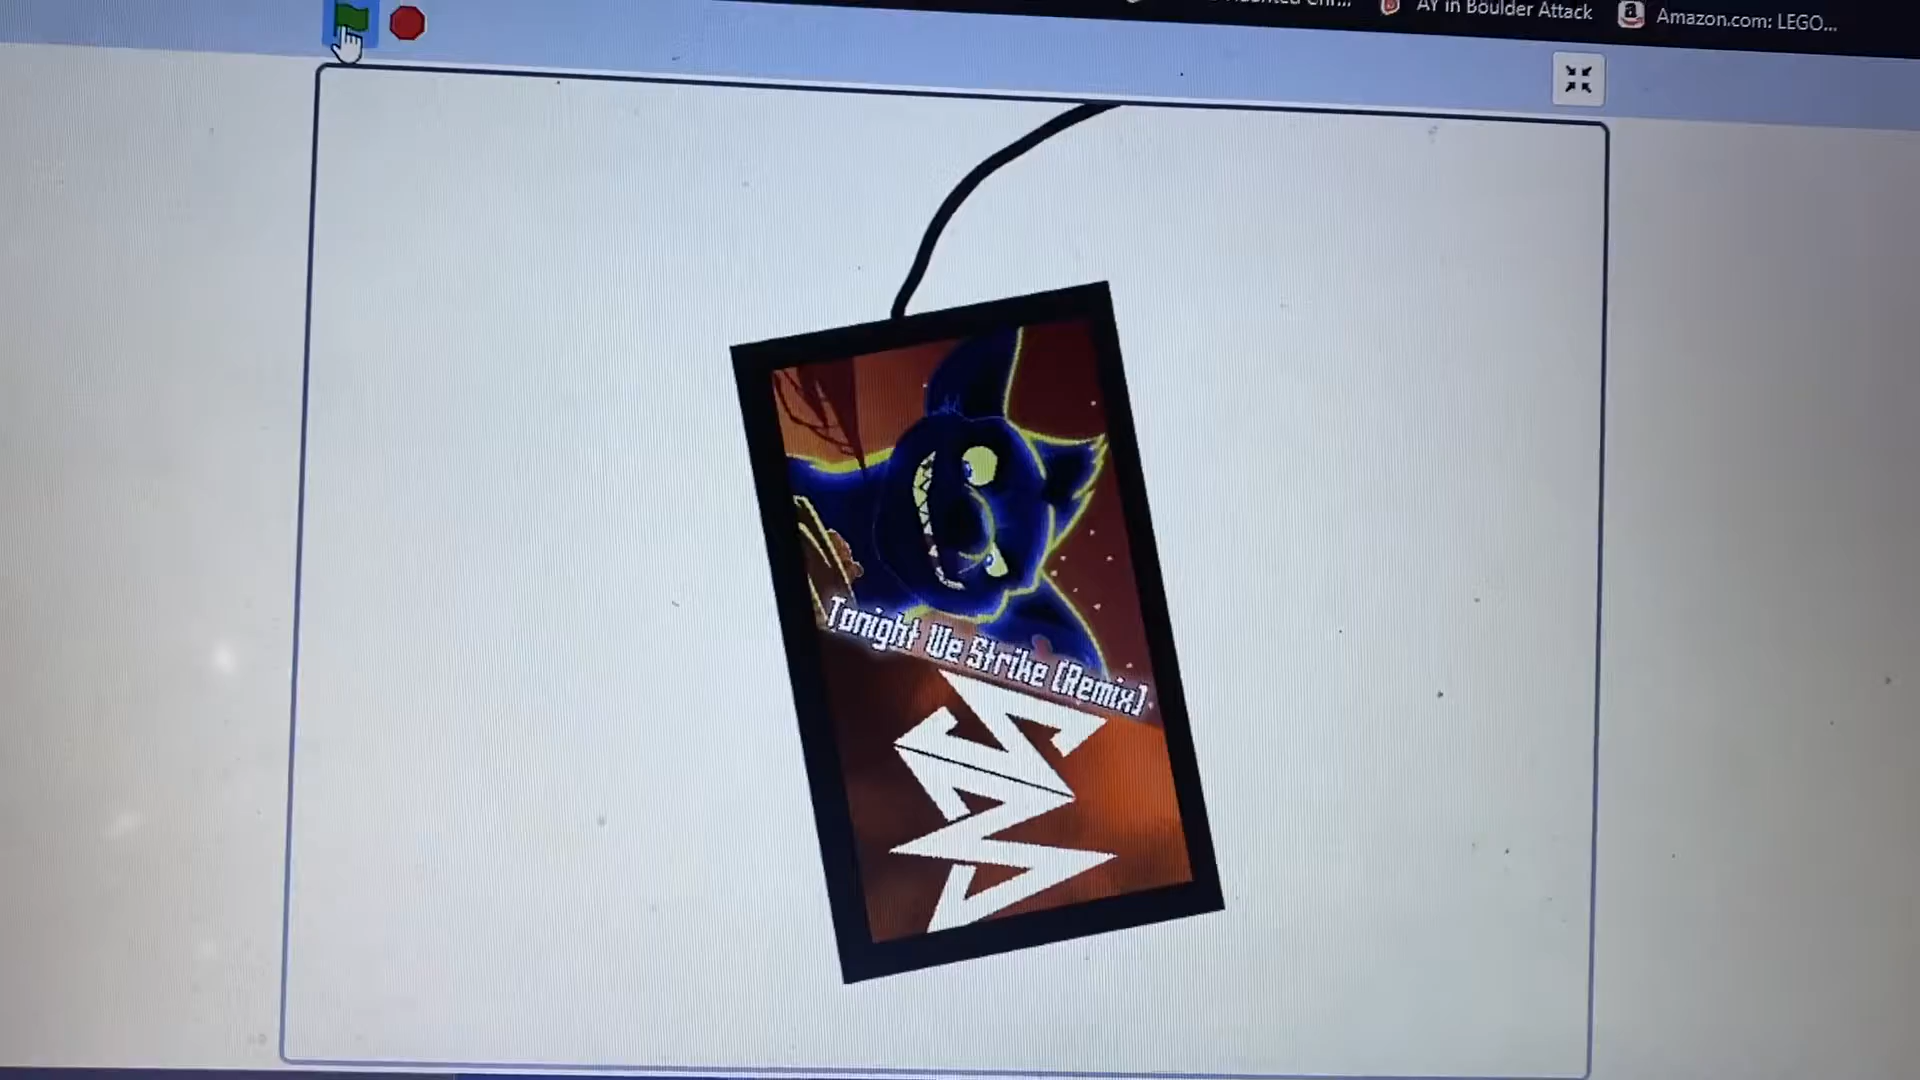 AY in Boulder Attack
Amazon.com: LEGO...
Tonight We Strike (Remix)